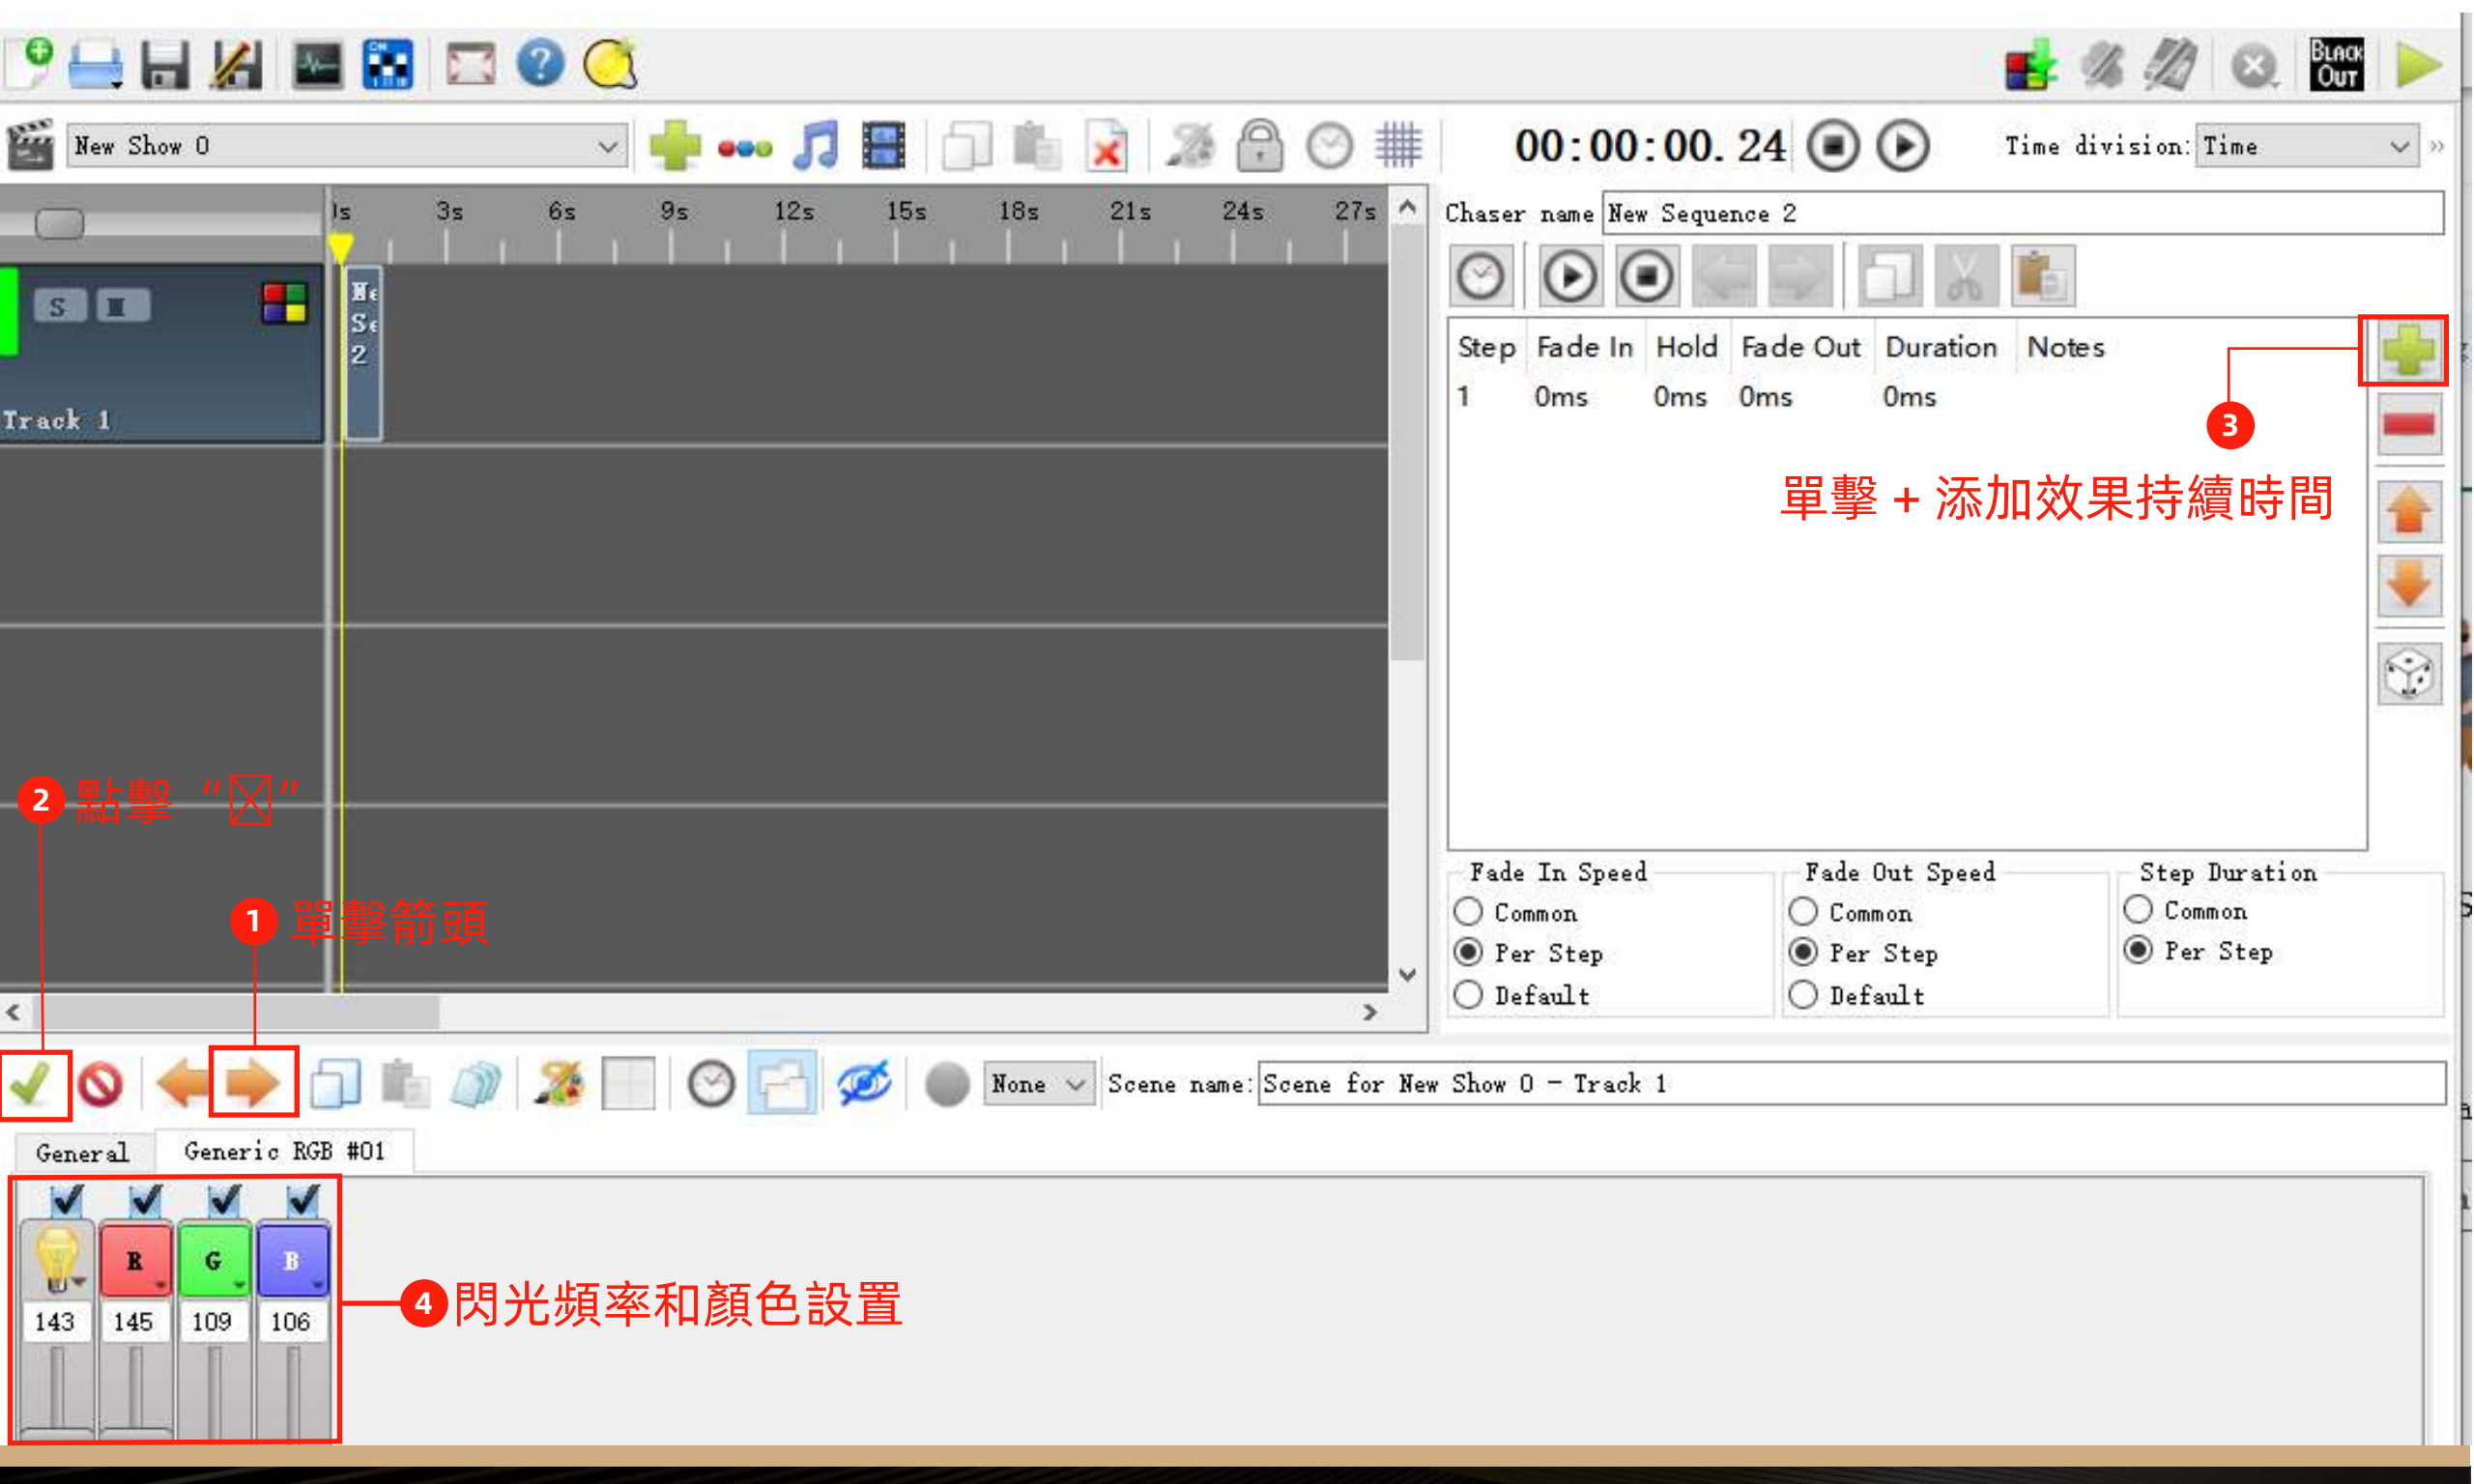 BLACK
OUT
New Show 0
00:00:00. 24
Time division: Time
3s 6s 9s 12s 15s 18s 21s 24s 27s
Chaser name New Sequence 2
S
2
Track 1
Step Fade In Hold Fade Out Duration Notes
1 0ms 0ms 0ms 0ms
3
單擊 + 添加效果持續時間
2 點擊 “☒”
1 單擊箭頭
Fade In Speed
Common
Per Step
Default
Fade Out Speed
Common
Per Step
Default
Step Duration
Common
Per Step
None Scene name: Scene for New Show 0 - Track 1
General Generic RGB #01
R G B
143 145 109 106
4 閃光頻率和顏色設置